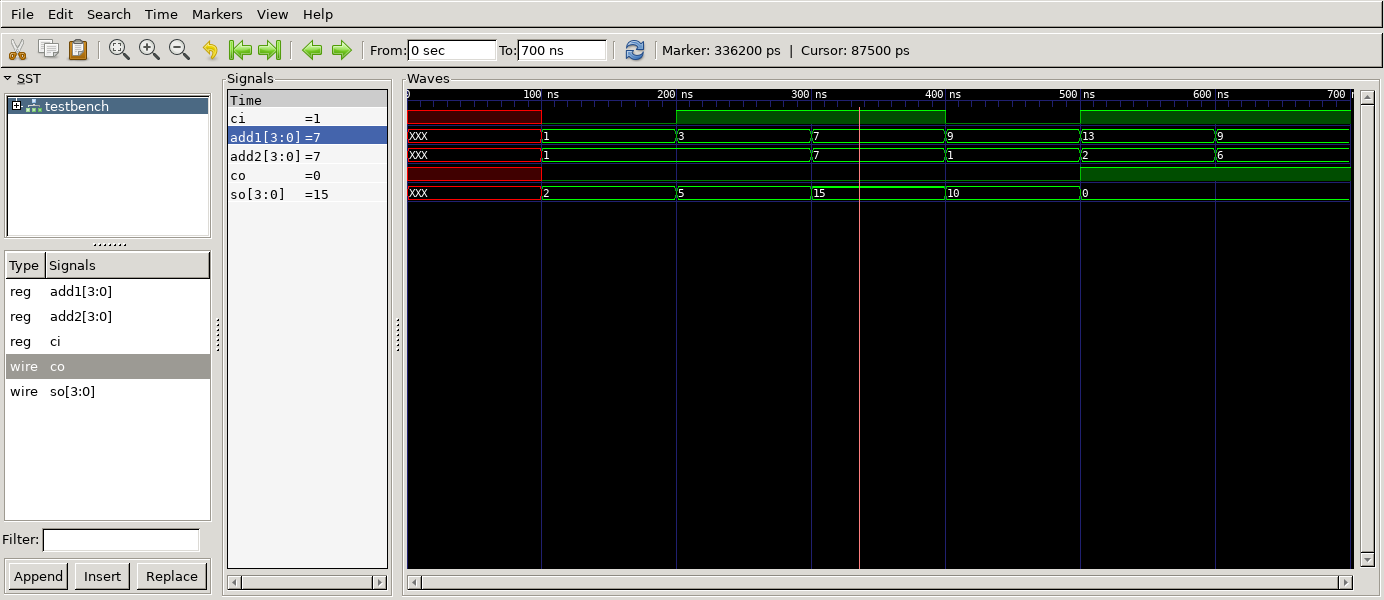 File Edit Search Time Markers View Help
From: 0 sec To: 700 ns Marker: 336200 ps | Cursor: 87500 ps
SST
testbench
Type Signals
reg add1[3:0]
reg add2[3:0]
reg ci
wire co
wire so[3:0]
Filter:
Append Insert Replace
Signals
Time
ci =1
add1[3:0] =7
add2[3:0] =7
co =0
so[3:0] =15
Waves
0 100 ns 200 ns 300 ns 400 ns 500 ns 600 ns 700 n
XXX 1 3 7 9 13 9
XXX 1 7 1 2 6
XXX 2 5 15 10 0